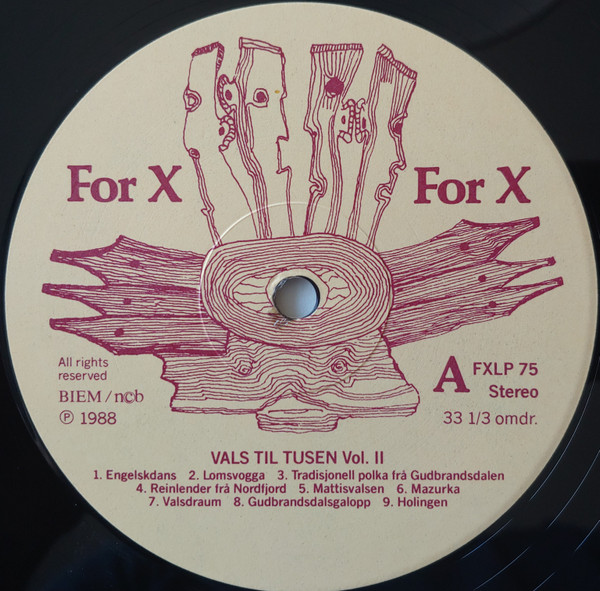 For X For X
All rights
reserved
BIEM / ncb
℗ 1988
A FXLP 75
Stereo
33 1/3 omdr.
VALS TIL TUSEN Vol. II
1. Engelskdans 2. Lomsvogga 3. Tradisjonell polka frå Gudbrandsdalen
4. Reinlender frå Nordfjord 5. Mattisvalsen 6. Mazurka
7. Valsdraum 8. Gudbrandsdalsgalopp 9. Holingen